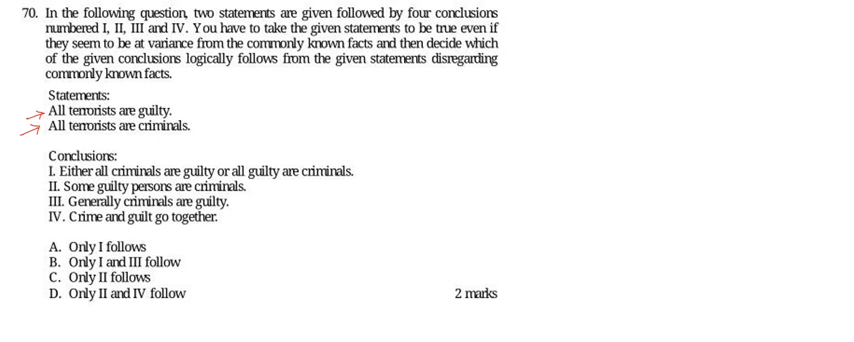 70. In the following question, two statements are given followed by four conclusions
numbered I, II, III and IV. You have to take the given statements to be true even if
they seem to be at variance from the commonly known facts and then decide which
of the given conclusions logically follows from the given statements disregarding
commonly known facts.
Statements:
All terrorists are guilty.
All terrorists are criminals.
Conclusions:
I. Either all criminals are guilty or all guilty are criminals.
II. Some guilty persons are criminals.
III. Generally criminals are guilty.
IV. Crime and guilt go together.
A. Only I follows
B. Only I and III follow
C. Only II follows
D. Only II and IV follow 2 marks